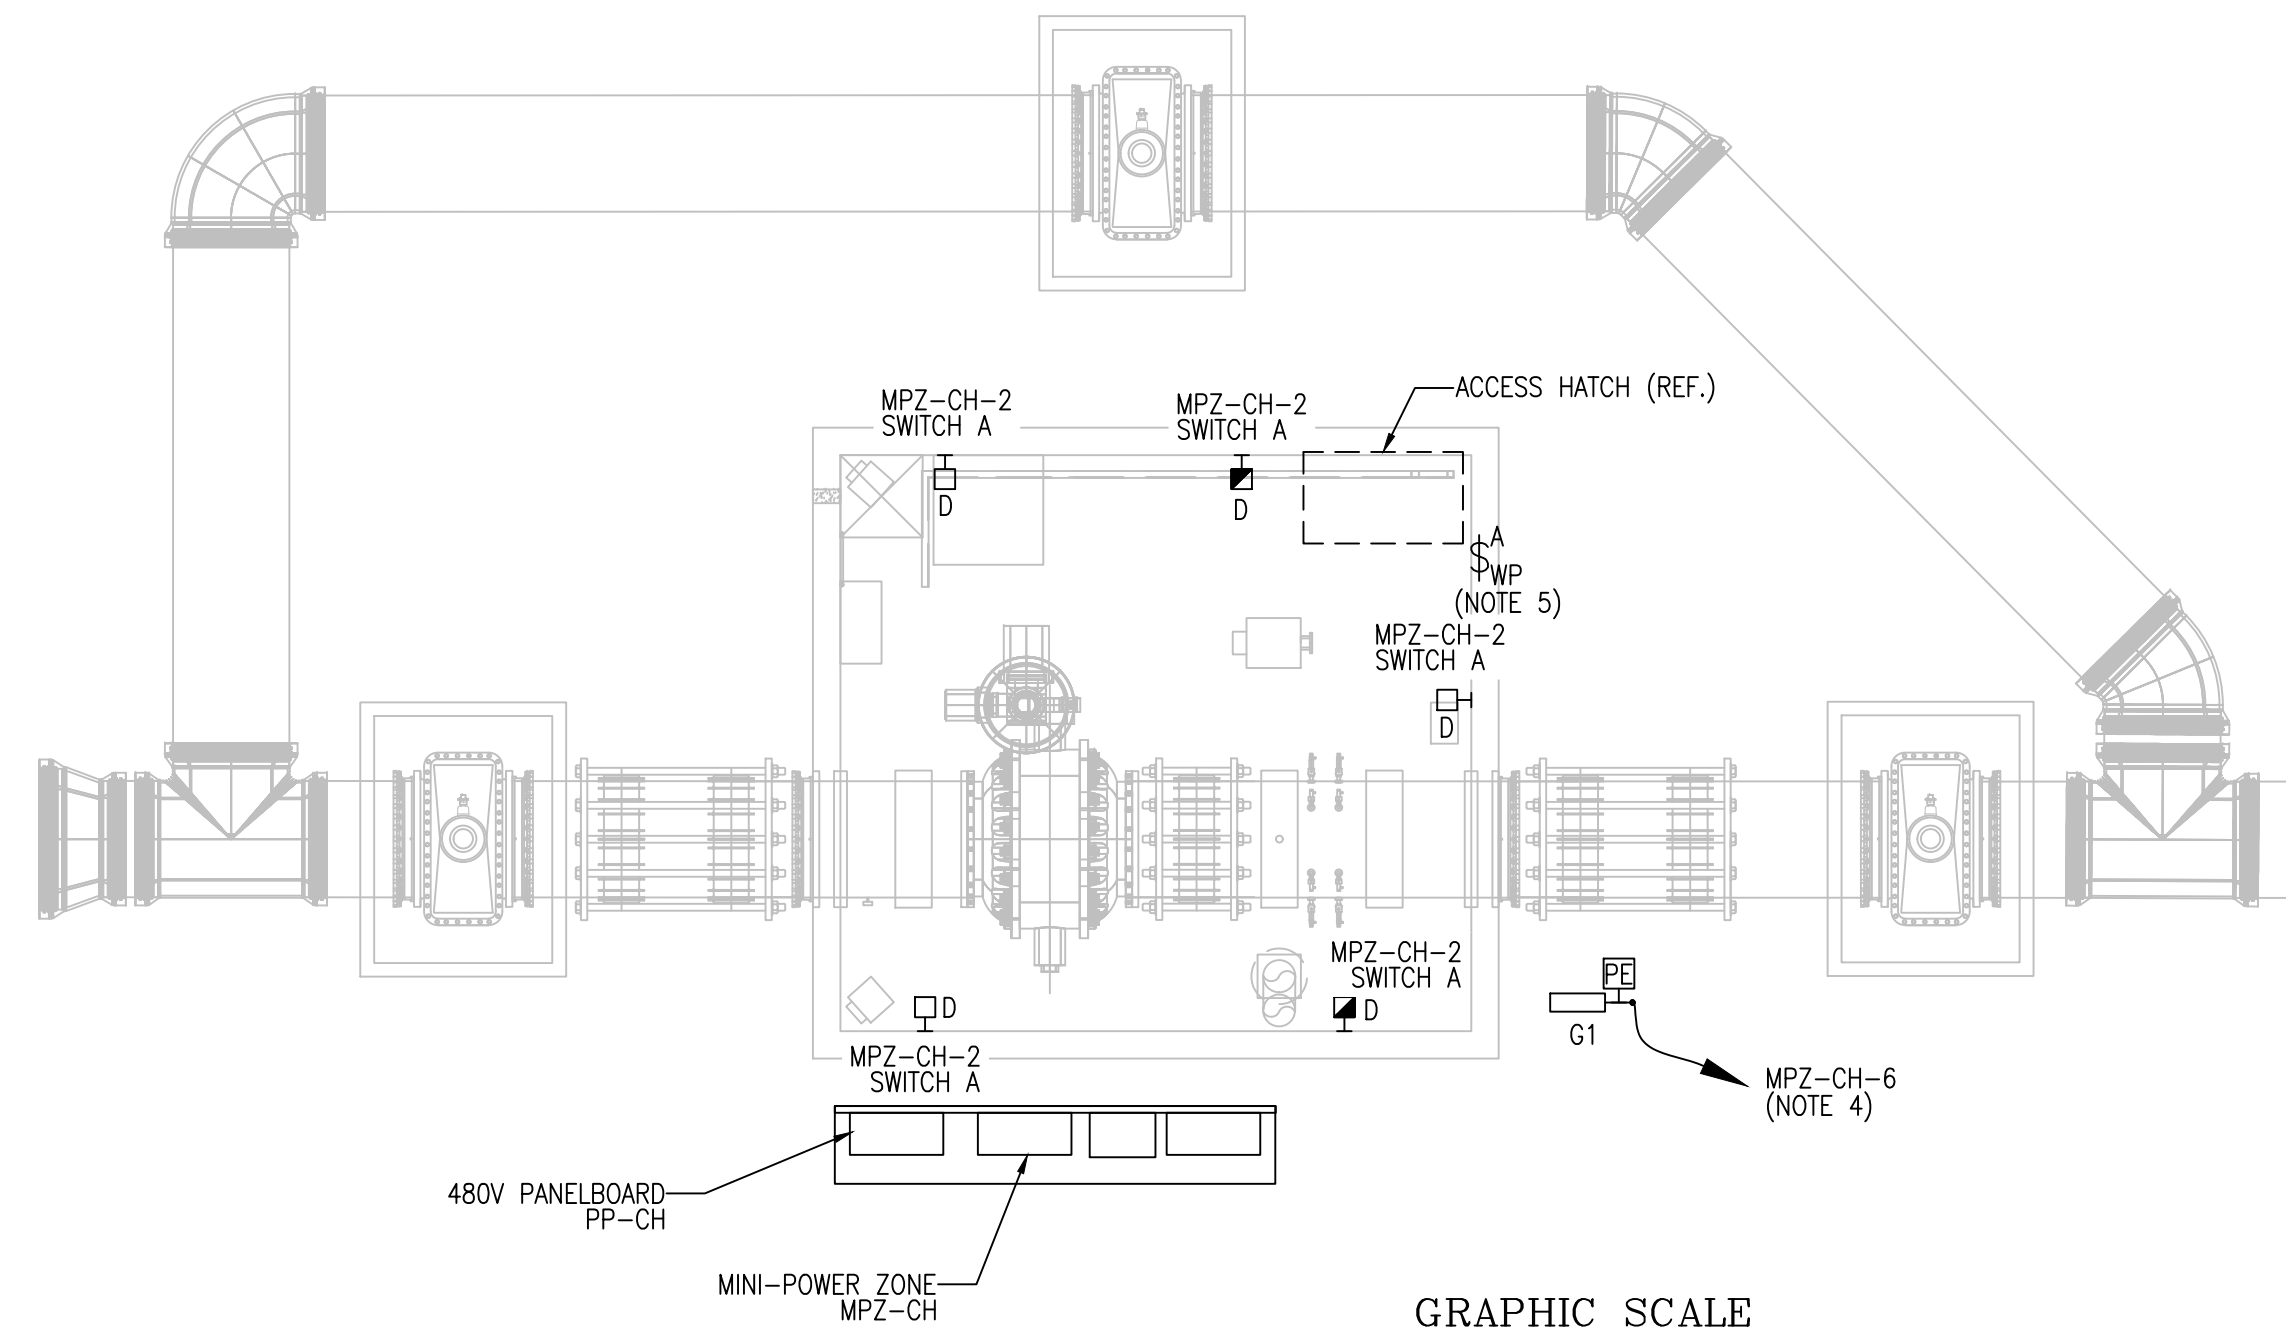 ACCESS HATCH (REF.)
MPZ-CH-2
SWITCH A
MPZ-CH-2
SWITCH A
D
D
$
A
WP
(NOTE 5)
MPZ-CH-2
SWITCH A
D
MPZ-CH-2
SWITCH A
PE
D
D
G1
MPZ-CH-2
SWITCH A
MPZ-CH-6
(NOTE 4)
480V PANELBOARD
PP-CH
MINI-POWER ZONE
MPZ-CH
GRAPHIC SCALE